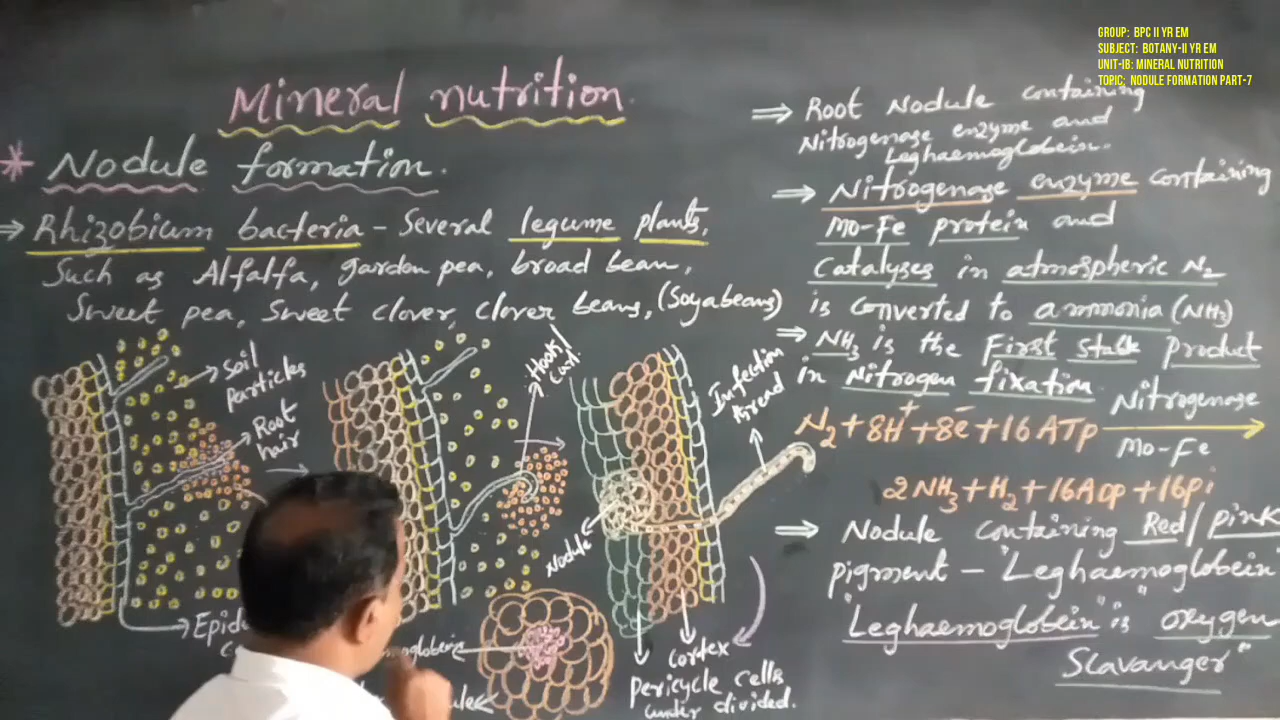 GROUP: BPC II YR EM
SUBJECT: BOTANY-II YR EM
UNIT-IB: MINERAL NUTRITION
TOPIC: NODULE FORMATION PART-7
Mineral nutrition
* Nodule formation.
⇒ Rhizobium bacteria - Several legume plants,
Such as Alfalfa, garden pea, broad bean,
Sweet pea, Sweet clover, clover beans, (Soyabeans)
Soil
particles
Root
hair
Hook/
Nodule
Infection
thread
Cortex
pericycle cells
under divided.
⇒ Root Nodule containing
Nitrogenase enzyme and
Leghaemoglobein.
⇒ Nitrogenase enzyme containing
Mo-Fe protein and
Catalyses in atmospheric N2
is converted to ammonia (NH3)
⇒ NH3 is the First Product
in Nitrogen fixation
N2 + 8H+ + 8e- + 16 ATP
Nitrogenase
Mo-Fe
2NH3 + H2 + 16ADP + 16Pi
⇒ Nodule Containing Red/pink
pigment - "Leghaemoglobein
"Leghaemoglobein" is oxygen
Scavanger"